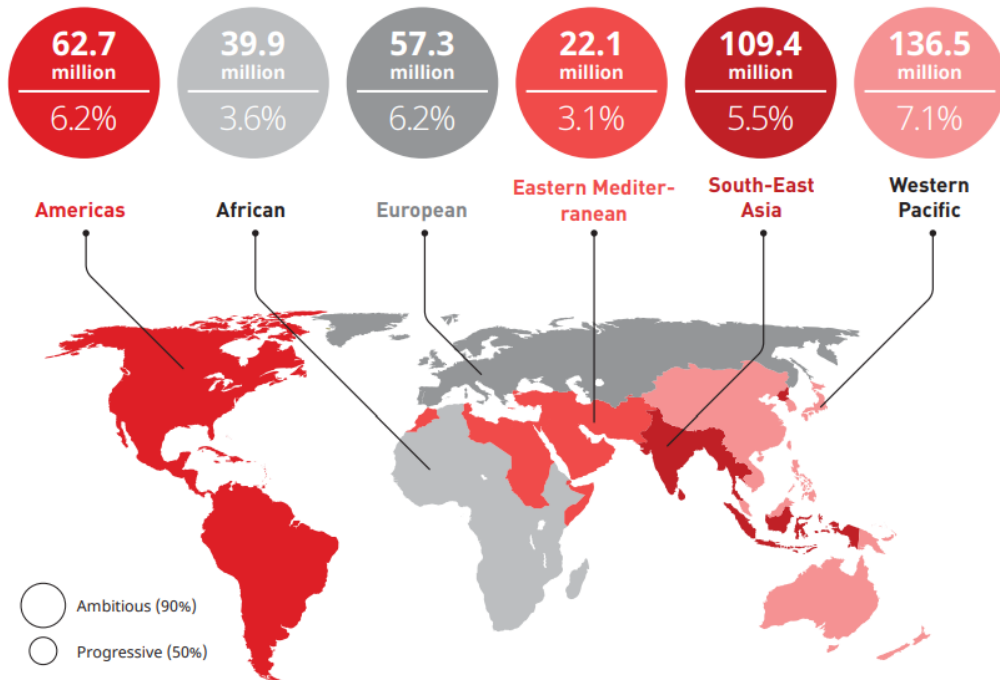 62.7
million
6.2%
39.9
million
3.6%
57.3
million
6.2%
22.1
million
3.1%
109.4
million
5.5%
136.5
million
7.1%
Americas
African
European
Eastern Mediter-
ranean
South-East
Asia
Western
Pacific
Ambitious (90%)
Progressive (50%)